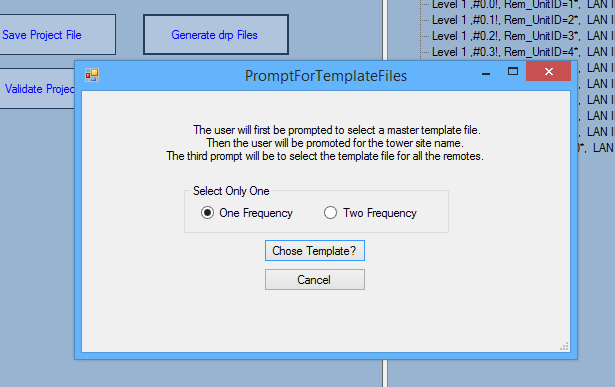 Level 1 ,#0.0!, Rem_UnitID=1*, LAN I
Save Project File
Generate drp Files
Level 1 ,#0.1!, Rem_UnitID=2*, LAN I
Level 1 ,#0.2!, Rem_UnitID=3*, LAN I
Level 1 ,#0.3!, Rem_UnitID=4*, LAN I
PromptForTemplateFiles
LAN I
Validate Projec
LAN I
LAN I
LAN I
LAN I
0*, LAN I
The user will first be prompted to select a master template file.
Then the user will be promoted for the tower site name.
The third prompt will be to select the template file for all the remotes.
Select Only One
One Frequency
Two Frequency
Chose Template?
Cancel